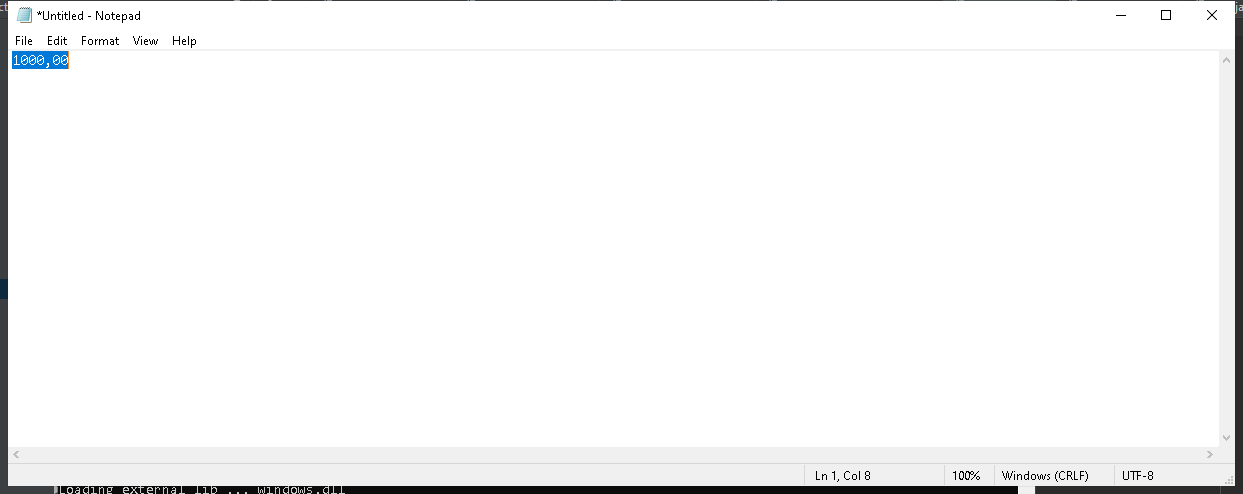 *Untitled - Notepad
File Edit Format View Help
1000,00
Ln 1, Col 8 100% Windows (CRLF) UTF-8
Loading external lib ... windows.dll